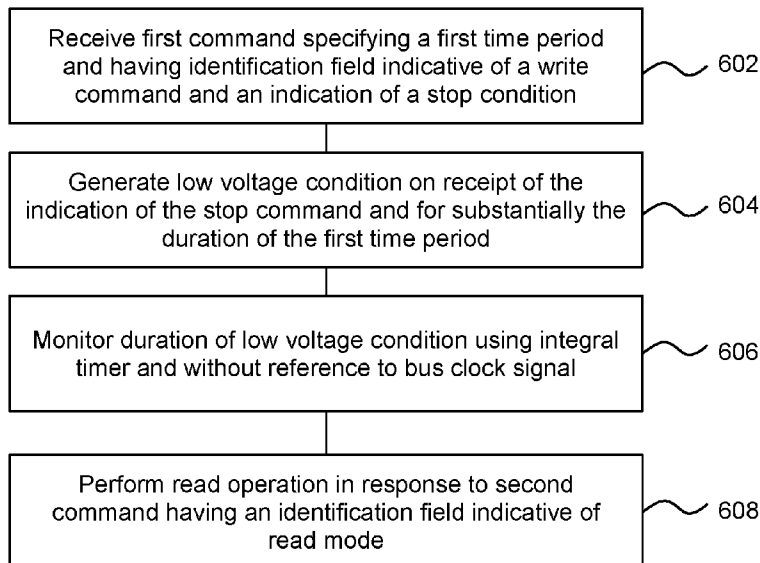 Receive first command specifying a first time period
and having identification field indicative of a write
command and an indication of a stop condition
602
Generate low voltage condition on receipt of the
indication of the stop command and for substantially the
duration of the first time period
604
Monitor duration of low voltage condition using integral
timer and without reference to bus clock signal
606
Perform read operation in response to second
command having an identification field indicative of
read mode
608